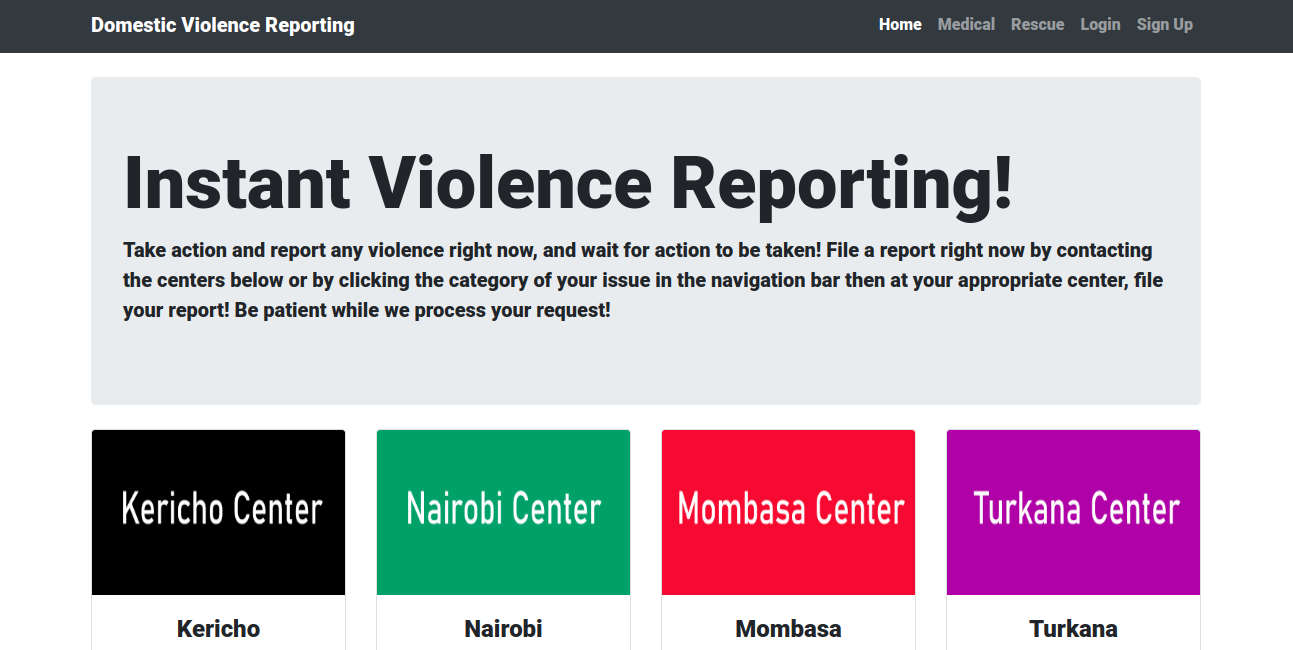 Domestic Violence Reporting
Home Medical Rescue Login Sign Up
Instant Violence Reporting!
Take action and report any violence right now, and wait for action to be taken! File a report right now by contacting
the centers below or by clicking the category of your issue in the navigation bar then at your appropriate center, file
your report! Be patient while we process your request!
Kericho Center
Nairobi Center
Mombasa Center
Turkana Center
Kericho
Nairobi
Mombasa
Turkana